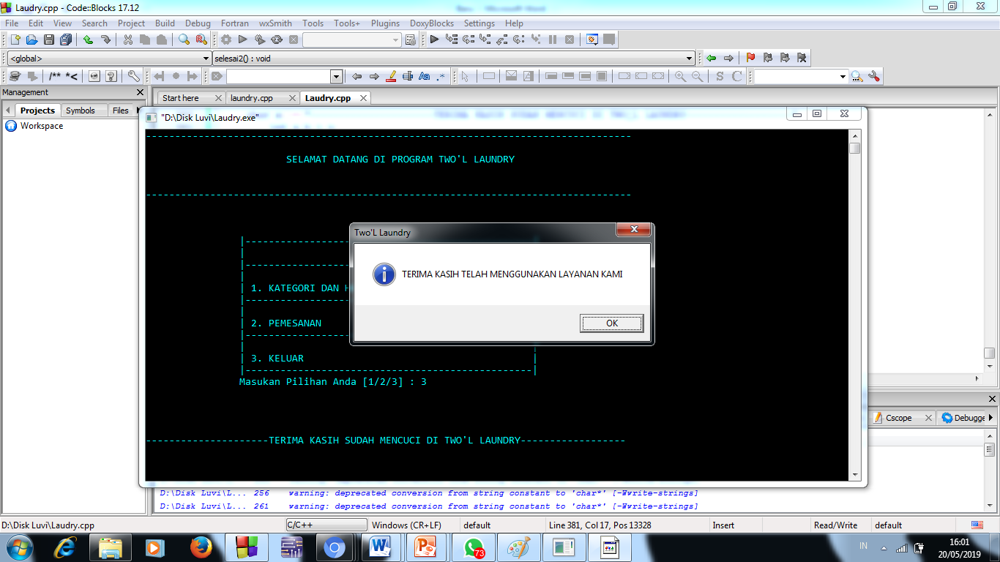 Laudry.cpp - Code::Blocks 17.12
File Edit View Search Project Build Debug Fortran wxSmith Tools Tools+ Plugins DoxyBlocks Settings Help
<global>
selesai2() : void
/** *<
Aa .*
S C
Management
Projects Symbols Files
Workspace
Start here laundry.cpp Laudry.cpp
"D:\Disk Luvi\Laudry.exe"
SELAMAT DATANG DI PROGRAM TWO'L LAUNDRY
1. KATEGORI DAN
2. PEMESANAN
3. KELUAR
Masukan Pilihan Anda [1/2/3] : 3
---------------------TERIMA KASIH SUDAH MENCUCI DI TWO'L LAUNDRY------------------
Two'L Laundry
TERIMA KASIH TELAH MENGGUNAKAN LAYANAN KAMI
OK
Cscope Debugge
D:\Disk Luvi\L... 256 warning: deprecated conversion from string constant to 'char*' [-Wwrite-strings]
D:\Disk Luvi\L... 261 warning: deprecated conversion from string constant to 'char*' [-Wwrite-strings]
D:\Disk Luvi\Laudry.cpp C/C++ Windows (CR+LF) default Line 381, Col 17, Pos 13328 Insert Read/Write default
73
IN
16:01
20/05/2019